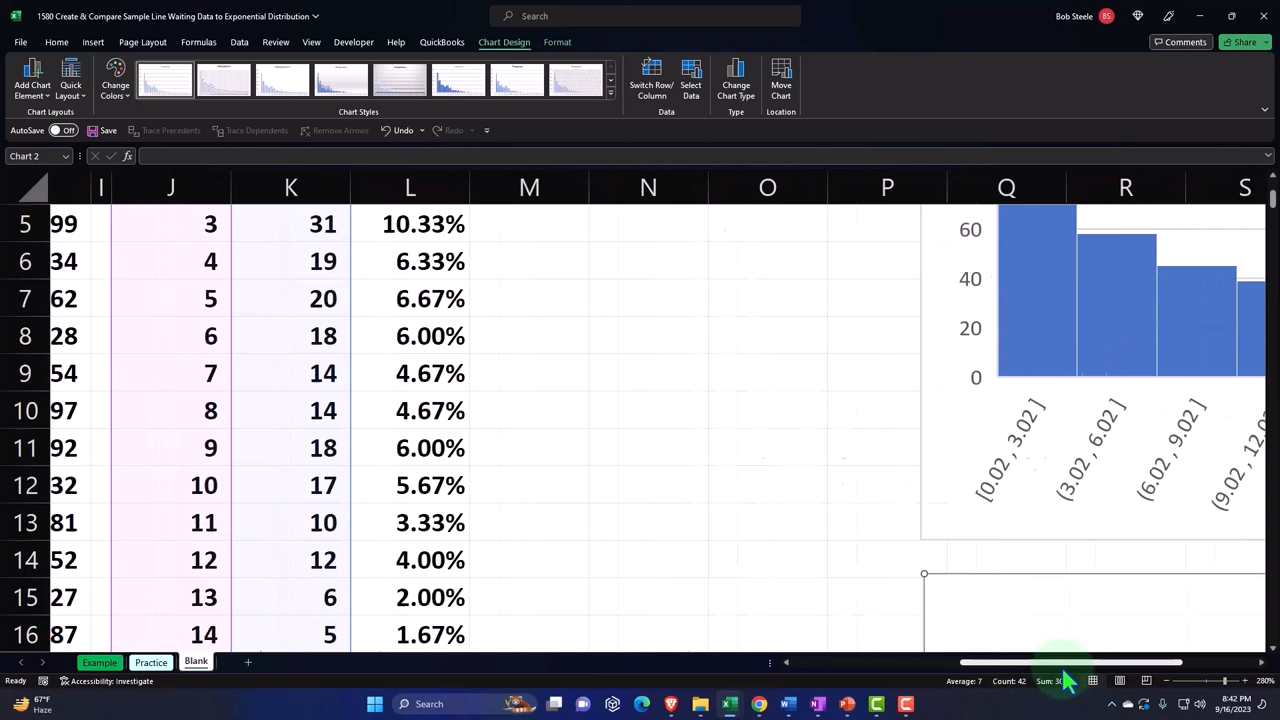 1580 Create & Compare Sample Line Waiting Data to Exponential Distribution
Search
Bob Steele BS
File Home Insert Page Layout Formulas Data Review View Developer Help QuickBooks Chart Design Format
Comments Share
Add Chart Element Quick Layout Change Colors Switch Row/Column Select Data Change Chart Type Move Chart
Chart Layouts Chart Styles Data Type Location
AutoSave Off Save Trace Precedents Trace Dependents Remove Arrows Undo Redo
Chart 2 fx
I J K L M N O P Q R S
5 99 3 31 10.33%
6 34 4 19 6.33%
7 62 5 20 6.67%
8 28 6 18 6.00%
9 54 7 14 4.67%
10 97 8 14 4.67%
11 92 9 18 6.00%
12 32 10 17 5.67%
13 81 11 10 3.33%
14 52 12 12 4.00%
15 27 13 6 2.00%
16 87 14 5 1.67%
60
40
20
0
[0.02 , 3.02 ]
(3.02 , 6.02 ]
(6.02 , 9.02 ]
(9.02 , 12.0
Example Practice Blank
Ready Accessibility: Investigate Average: 7 Count: 42 Sum: 30 280%
67°F
Haze
Search
8:42 PM
9/16/2023